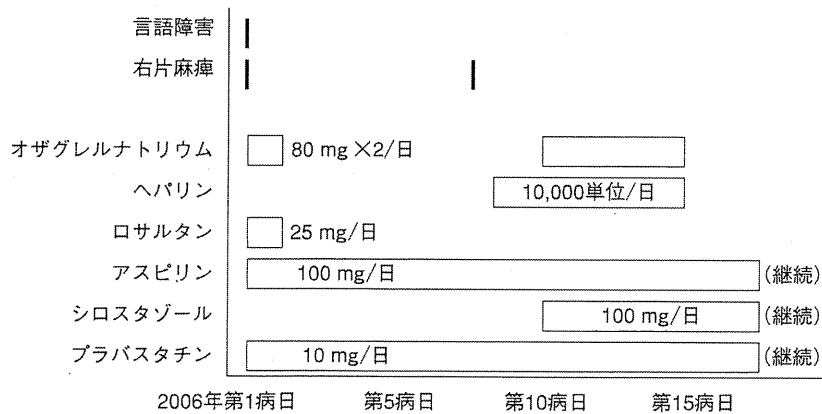 言語障害
右片麻痺
オザグレルナトリウム 80 mg ×2/日
ヘパリン 10,000単位/日
ロサルタン 25 mg/日
アスピリン 100 mg/日 (継続)
シロスタゾール 100 mg/日 (継続)
プラバスタチン 10 mg/日 (継続)
2006年第1病日 第5病日 第10病日 第15病日